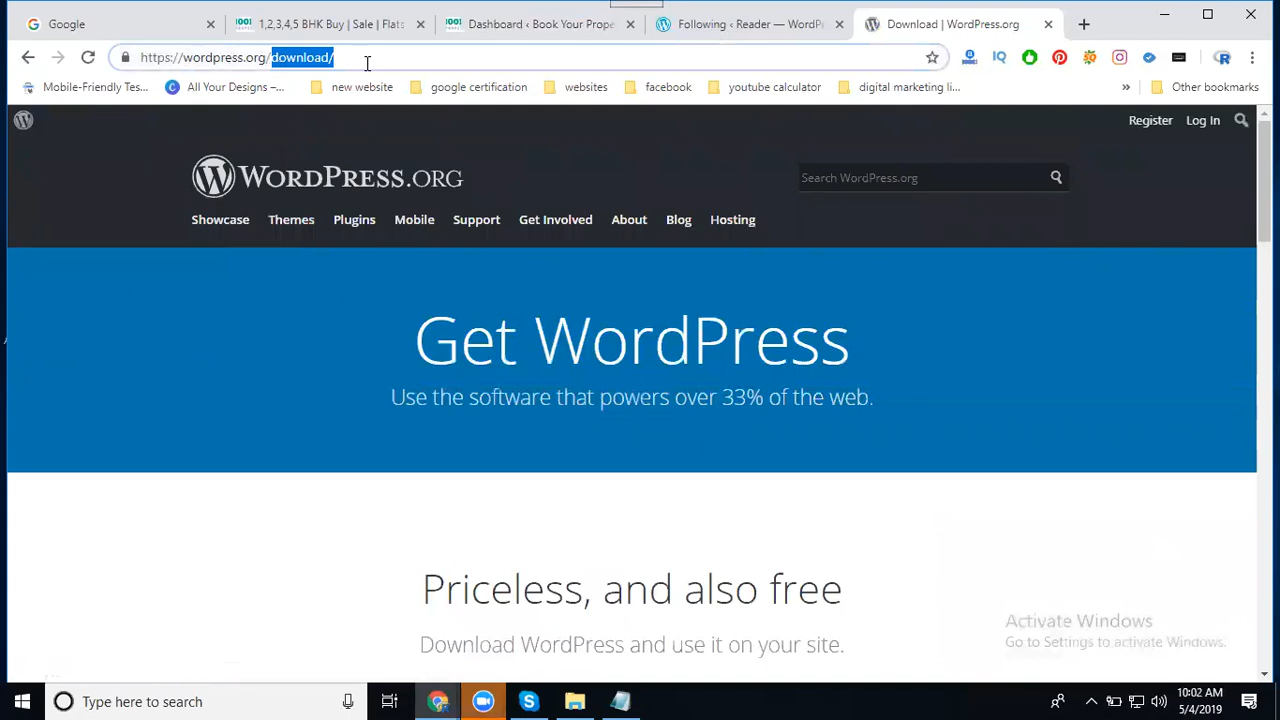 Google
1,2,3,4,5 BHK Buy | Sale | Flats
Dashboard ‹ Book Your Prope
Following ‹ Reader — WordPr
Download | WordPress.org
https://wordpress.org/download/
Mobile-Friendly Tes...
All Your Designs –...
new website
google certification
websites
facebook
youtube calculator
digital marketing li...
»
Other bookmarks
Register
Log In
WORDPRESS.ORG
Search WordPress.org
Showcase
Themes
Plugins
Mobile
Support
Get Involved
About
Blog
Hosting
Get WordPress
Use the software that powers over 33% of the web.
Priceless, and also free
Download WordPress and use it on your site.
Activate Windows
Go to Settings to activate Windows.
Type here to search
10:02 AM
5/4/2019